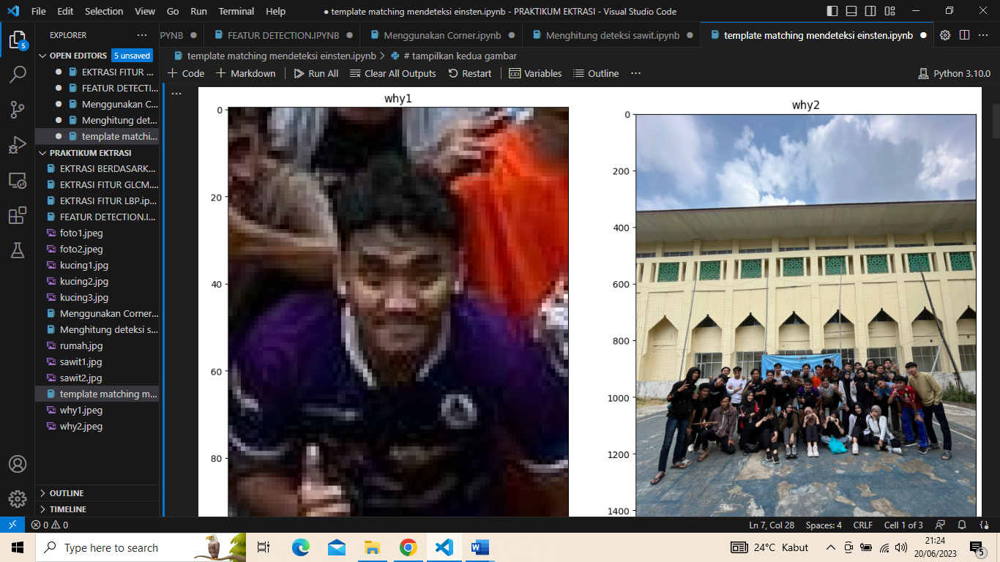 File Edit Selection View Go Run Terminal Help
● template matching mendeteksi einsten.ipynb - PRAKTIKUM EKTRASI - Visual Studio Code
EXPLORER ...
PYNB ● FEATUR DETECTION.IPYNB ● Menggunakan Corner.ipynb ● Menghitung deteksi sawit.ipynb ● template matching mendeteksi einsten.ipynb ● ...
5
OPEN EDITORS 5 unsaved
template matching mendeteksi einsten.ipynb > # tampilkan kedua gambar
+ Code + Markdown Run All Clear All Outputs Restart Variables Outline ... Python 3.10.0
● EKTRASI FITUR ...
● FEATUR DETECTI...
● Menggunakan C...
● Menghitung det...
● template matchi...
PRAKTIKUM EKTRASI
EKTRASI BERDASARK...
EKTRASI FITUR GLCM....
EKTRASI FITUR LBP.ip...
FEATUR DETECTION.I...
foto1.jpeg
foto2.jpeg
kucing1.jpg
kucing2.jpg
kucing3.jpg
Menggunakan Corner...
Menghitung deteksi s...
rumah.jpg
sawit1.jpg
sawit2.jpg
template matching m...
why1.jpeg
why2.jpeg
OUTLINE
TIMELINE
...
why1
0
20
40
60
80
why2
0
200
400
600
800
1000
1200
1400
0 0
Ln 7, Col 28 Spaces: 4 CRLF Cell 1 of 3
Type here to search
24°C Kabut
21:24
20/06/2023
5